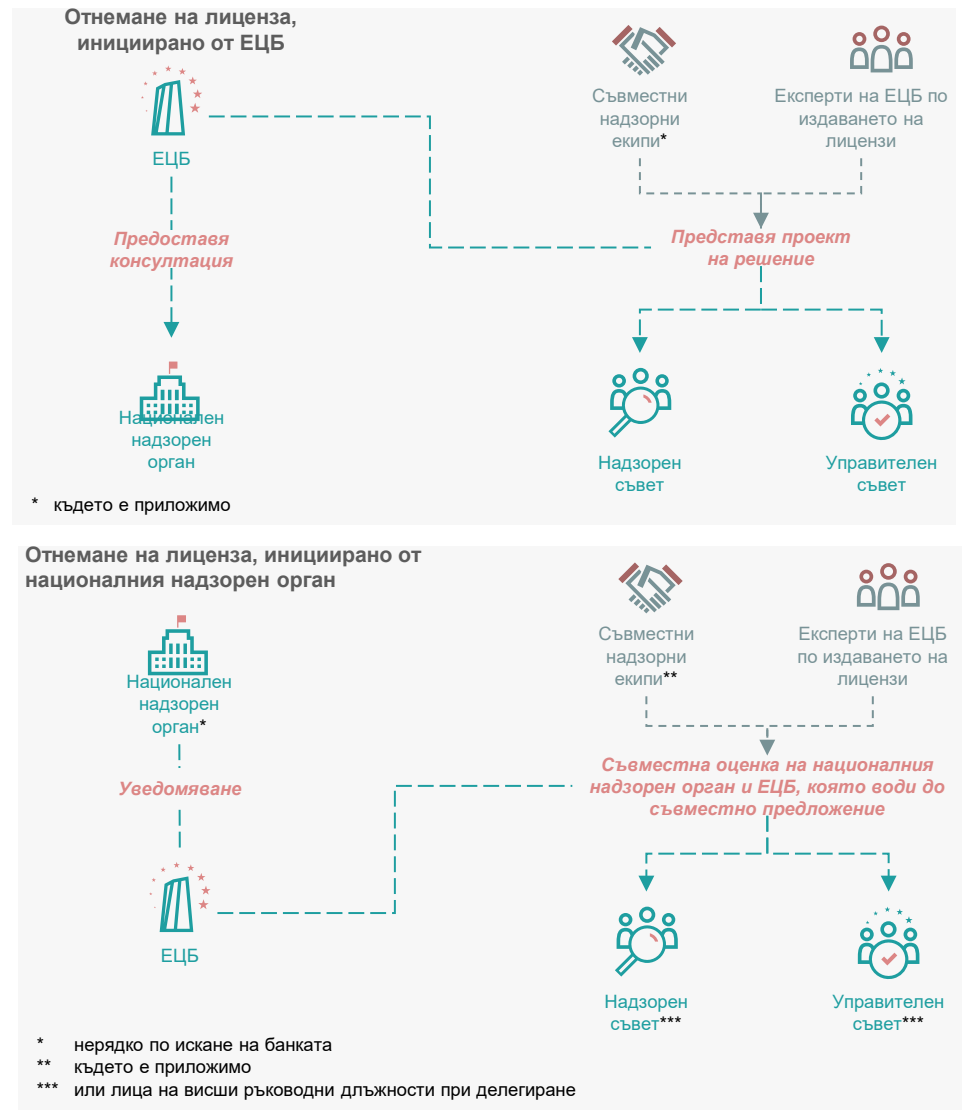 Отнемане на лиценза,
инициирано от ЕЦБ
ЕЦБ
Предоставя
консултация
Национален
надзорен
орган
Съвместни
надзорни
екипи*
Експерти на ЕЦБ по
издаването на
лицензи
Представя проект
на решение
Надзорен
съвет
Управителен
съвет
* където е приложимо
Отнемане на лиценза, инициирано от
националния надзорен орган
Национален
надзорен
орган*
Уведомяване
ЕЦБ
Съвместни
надзорни
екипи**
Експерти на ЕЦБ
по издаването на
лицензи
Съвместна оценка на националния
надзорен орган и ЕЦБ, която води до
съвместно предложение
Надзорен
съвет***
Управителен
съвет***
* нерядко по искане на банката
** където е приложимо
*** или лица на висши ръководни длъжности при делегиране